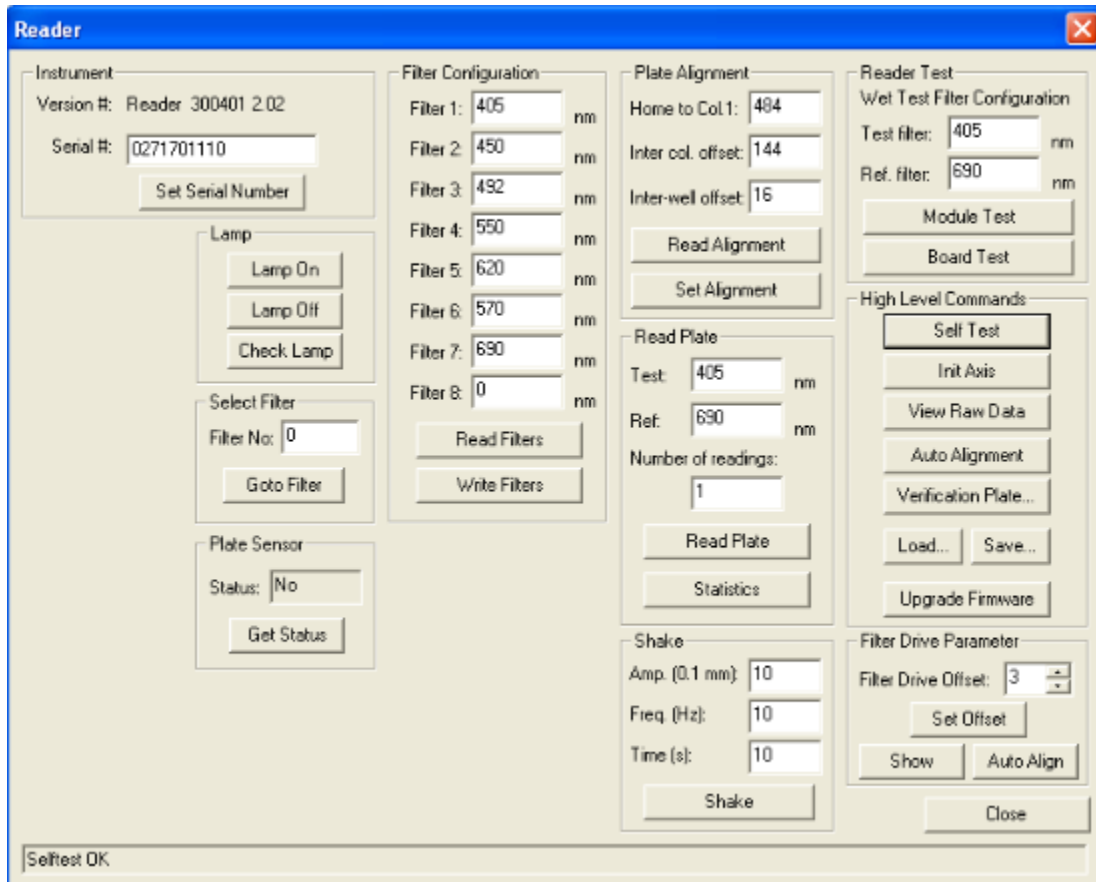 Reader
Instrument
Version #: Reader 300401 2.02
Serial #: 0271701110
Set Serial Number
Lamp
Lamp On
Lamp Off
Check Lamp
Select Filter
Filter No: 0
Goto Filter
Plate Sensor
Status: No
Get Status
Filter Configuration
Filter 1: 405 nm
Filter 2: 450 nm
Filter 3: 492 nm
Filter 4: 550 nm
Filter 5: 620 nm
Filter 6: 570 nm
Filter 7: 690 nm
Filter 8: 0 nm
Read Filters
Write Filters
Plate Alignment
Home to Col.1: 484
Inter col. offset: 144
Inter-well offset: 16
Read Alignment
Set Alignment
Read Plate
Test: 405 nm
Ref: 690 nm
Number of readings:
1
Read Plate
Statistics
Shake
Amp. (0.1 mm): 10
Freq. (Hz): 10
Time (s): 10
Shake
Reader Test
Wet Test Filter Configuration
Test filter: 405 nm
Ref. filter: 690 nm
Module Test
Board Test
High Level Commands
Self Test
Init Axis
View Raw Data
Auto Alignment
Verification Plate...
Load... Save...
Upgrade Firmware
Filter Drive Parameter
Filter Drive Offset: 3
Set Offset
Show Auto Align
Close
Selftest OK